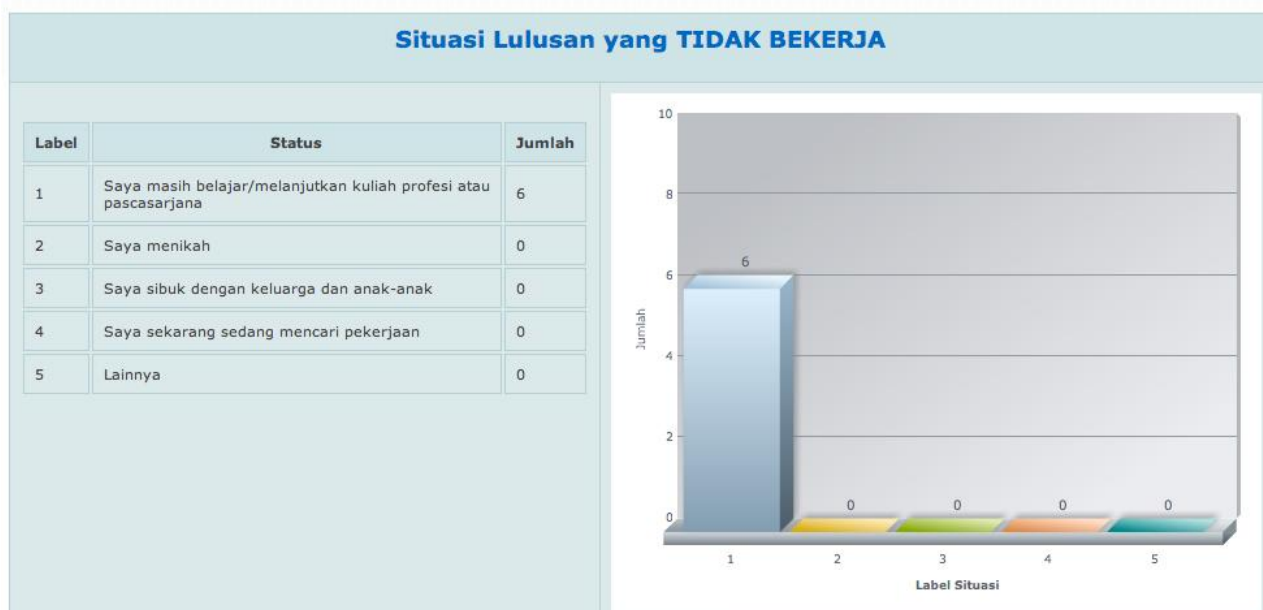 Situasi Lulusan yang TIDAK BEKERJA
Label Status Jumlah
1 Saya masih belajar/melanjutkan kuliah profesi atau pascasarjana 6
2 Saya menikah 0
3 Saya sibuk dengan keluarga dan anak-anak 0
4 Saya sekarang sedang mencari pekerjaan 0
5 Lainnya 0
10
8
6
6
Jumlah
4
2
0
0 0 0 0
1 2 3 4 5
Label Situasi